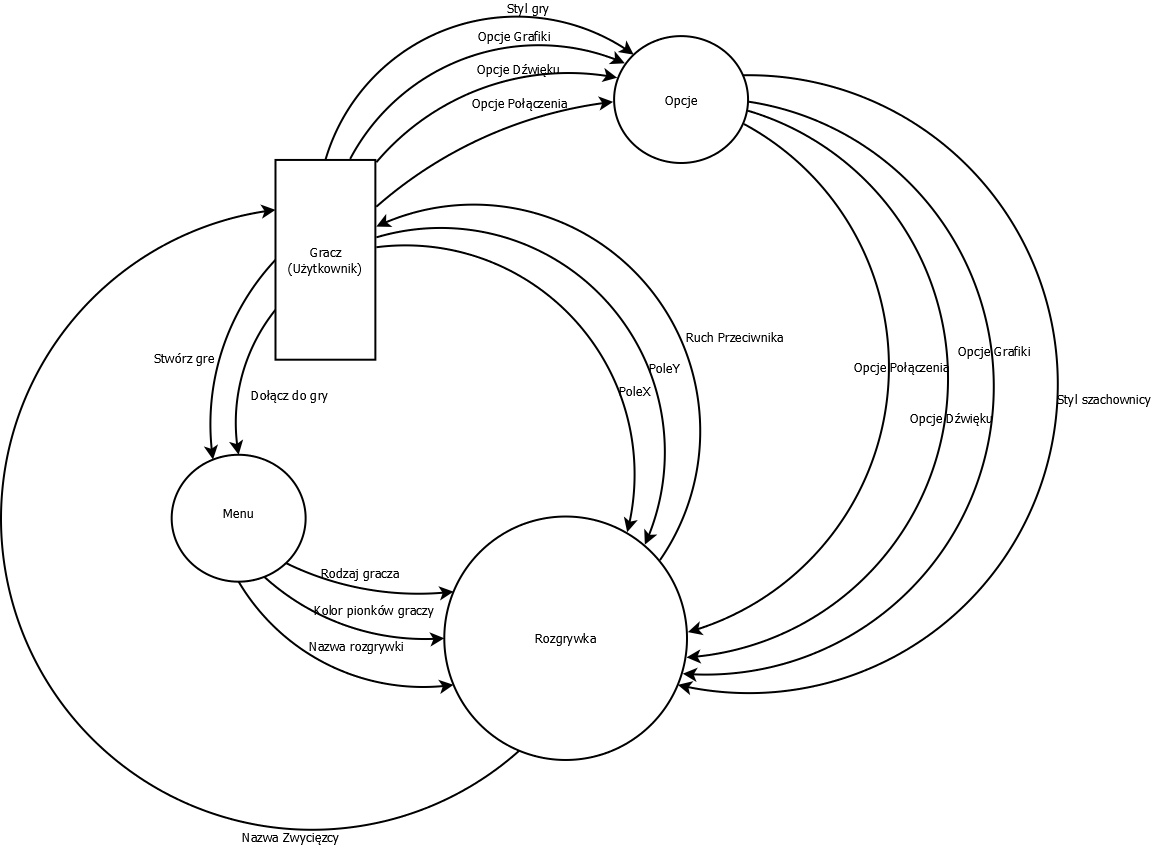 Styl gry
Opcje Grafiki
Opcje Dźwięku
Opcje Połączenia
Opcje
Gracz
(Użytkownik)
Ruch Przeciwnika
Opcje Grafiki
Stwórz gre
PoleY
Opcje Połączenia
PoleX
Dołącz do gry
Styl szachownicy
Opcje Dźwięku
Menu
Rodzaj gracza
Kolor pionków graczy
Rozgrywka
Nazwa rozgrywki
Nazwa Zwycięzcy